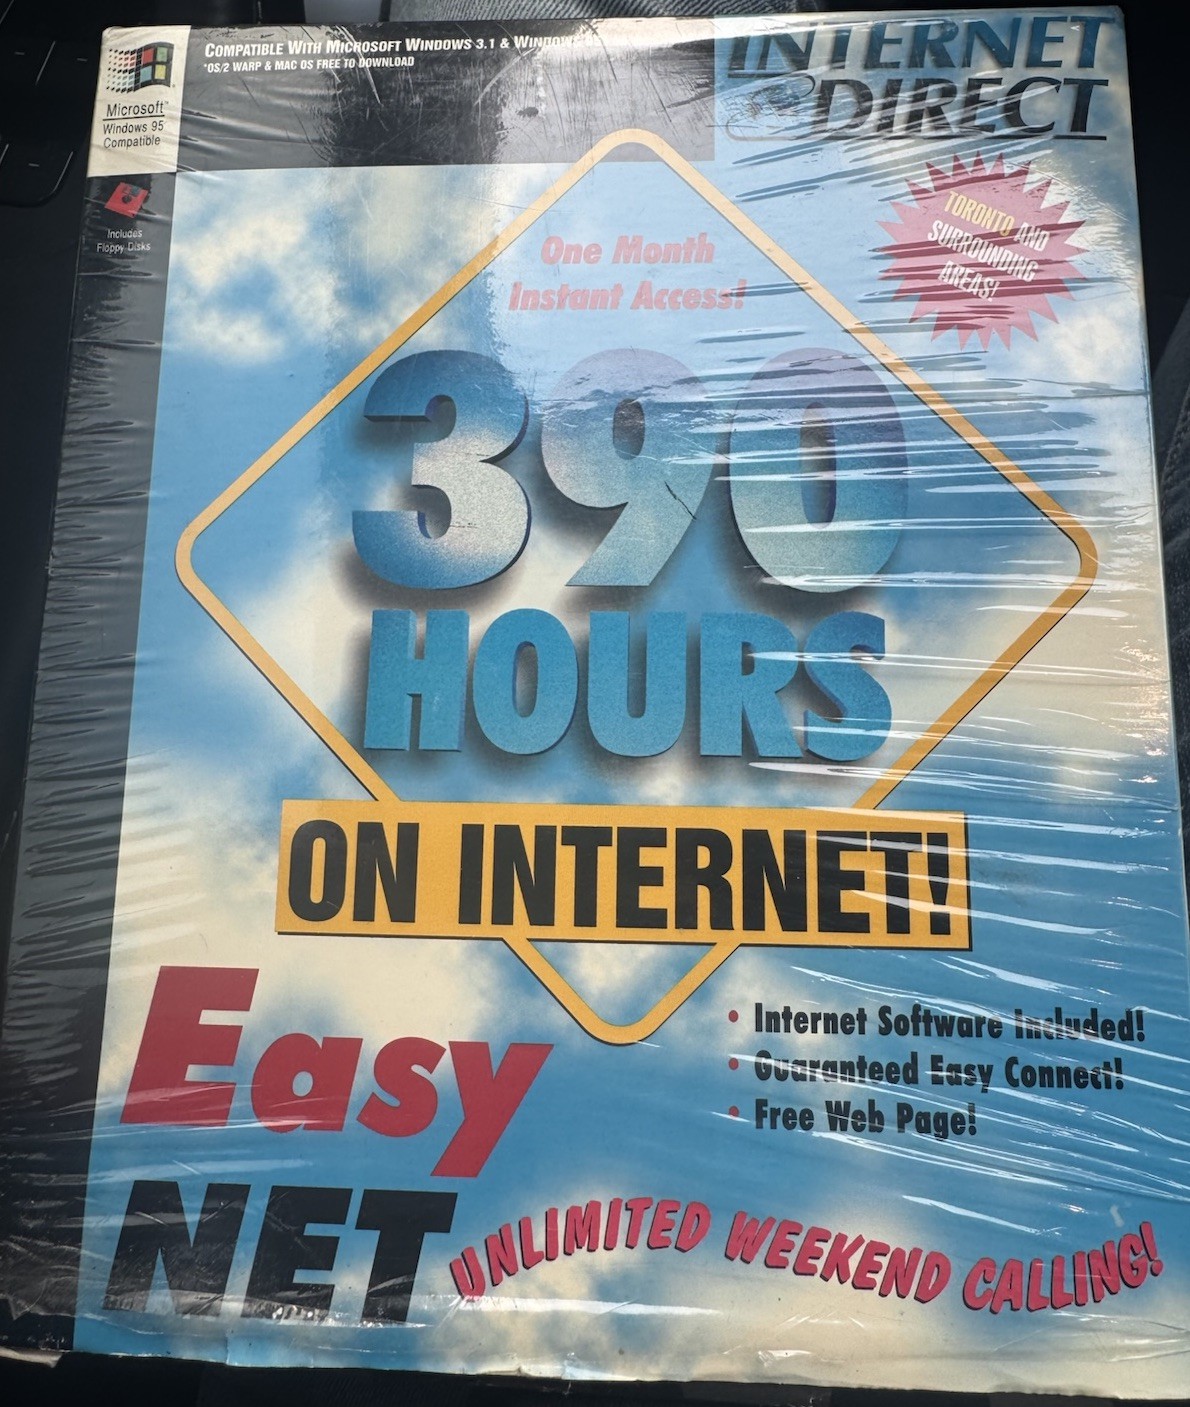 Microsoft™
Windows 95
Compatible
COMPATIBLE WITH MICROSOFT WINDOWS 3.1 & WINDOWS 95
*OS/2 WARP & MAC OS FREE TO DOWNLOAD
INTERNET
DIRECT
Includes
Floppy Disks
TORONTO AND
SURROUNDING
AREAS!
One Month
Instant Access!
390
HOURS
ON INTERNET!
Easy
NET
• Internet Software Included!
• Guaranteed Easy Connect!
• Free Web Page!
UNLIMITED WEEKEND CALLING!